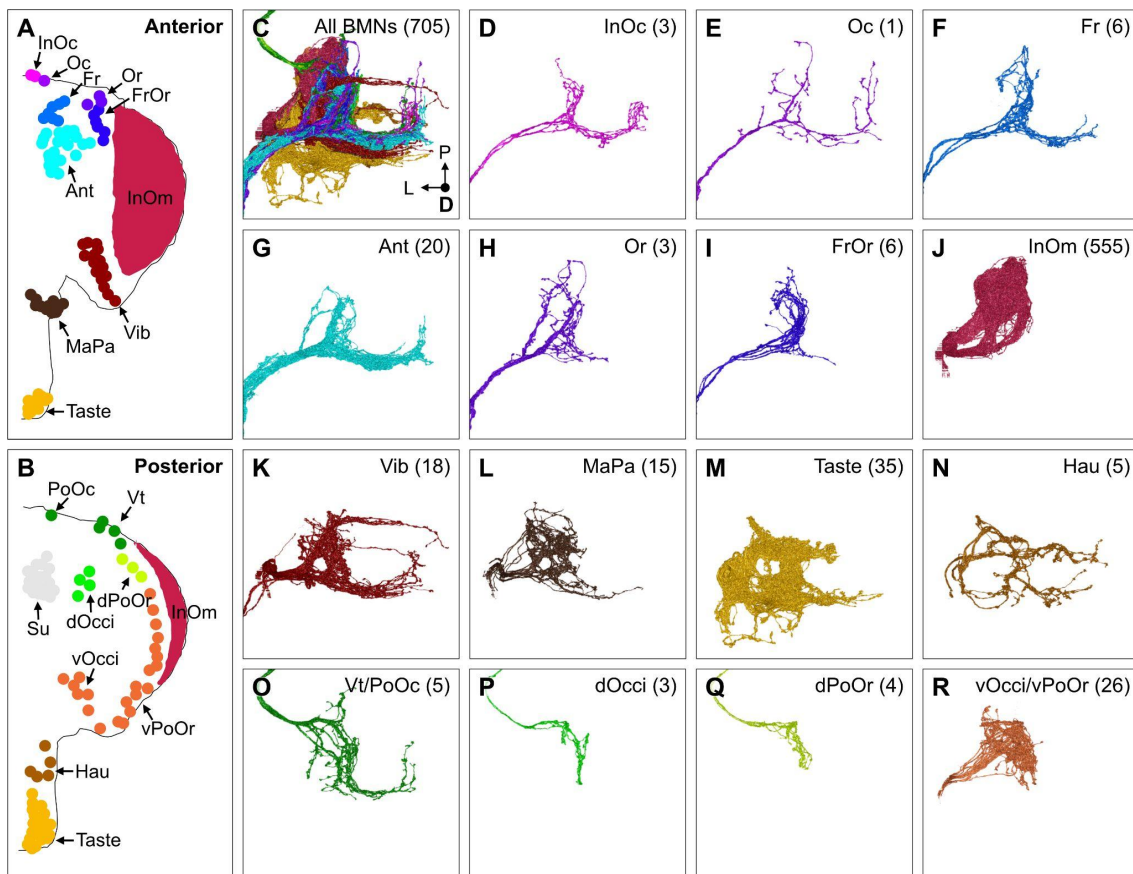 A Anterior
InOc
Oc
Fr
Or
FrOr
Ant
InOm
Vib
MaPa
Taste
B Posterior
PoOc
Vt
Su
dOcci
dPoOr
InOm
vOcci
vPoOr
Hau
Taste
C All BMNs (705)
P
L
D
D InOc (3)
E Oc (1)
F Fr (6)
G Ant (20)
H Or (3)
I FrOr (6)
J InOm (555)
K Vib (18)
L MaPa (15)
M Taste (35)
N Hau (5)
O Vt/PoOc (5)
P dOcci (3)
Q dPoOr (4)
R vOcci/vPoOr (26)